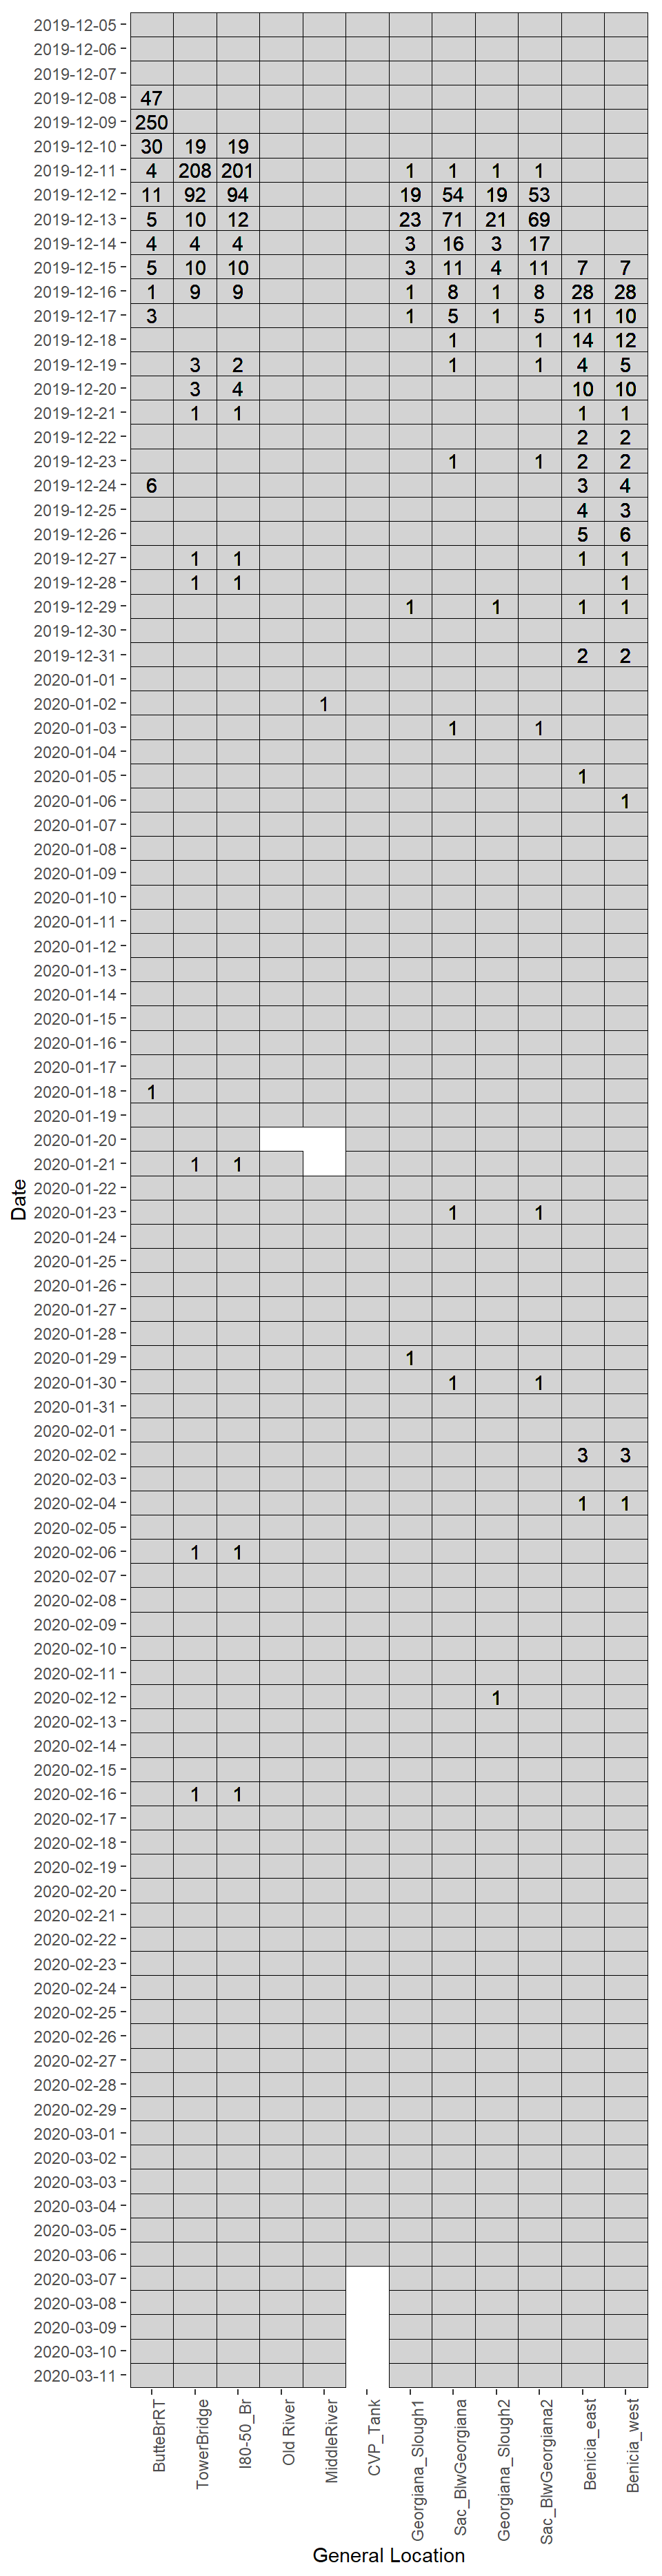 2019-12-05
2019-12-06
2019-12-07
2019-12-08 47
2019-12-09 250
2019-12-10 30 19 19
2019-12-11 4 208 201 1 1 1 1
2019-12-12 11 92 94 19 54 19 53
2019-12-13 5 10 12 23 71 21 69
2019-12-14 4 4 4 3 16 3 17
2019-12-15 5 10 10 3 11 4 11 7 7
2019-12-16 1 9 9 1 8 1 8 28 28
2019-12-17 3 1 5 1 5 11 10
2019-12-18 1 1 14 12
2019-12-19 3 2 1 1 4 5
2019-12-20 3 4 10 10
2019-12-21 1 1 1 1
2019-12-22 2 2
2019-12-23 1 1 2 2
2019-12-24 6 3 4
2019-12-25 4 3
2019-12-26 5 6
2019-12-27 1 1 1 1
2019-12-28 1 1 1
2019-12-29 1 1 1 1
2019-12-30
2019-12-31 2 2
2020-01-01
2020-01-02 1
2020-01-03 1 1
2020-01-04
2020-01-05 1
2020-01-06 1
2020-01-07
2020-01-08
2020-01-09
2020-01-10
2020-01-11
2020-01-12
2020-01-13
2020-01-14
2020-01-15
2020-01-16
2020-01-17
2020-01-18 1
2020-01-19
2020-01-20
2020-01-21 1 1
2020-01-22
2020-01-23 1 1
2020-01-24
2020-01-25
2020-01-26
2020-01-27
2020-01-28
2020-01-29 1
2020-01-30 1 1
2020-01-31
2020-02-01
2020-02-02 3 3
2020-02-03
2020-02-04 1 1
2020-02-05
2020-02-06 1 1
2020-02-07
2020-02-08
2020-02-09
2020-02-10
2020-02-11
2020-02-12 1
2020-02-13
2020-02-14
2020-02-15
2020-02-16 1 1
2020-02-17
2020-02-18
2020-02-19
2020-02-20
2020-02-21
2020-02-22
2020-02-23
2020-02-24
2020-02-25
2020-02-26
2020-02-27
2020-02-28
2020-02-29
2020-03-01
2020-03-02
2020-03-03
2020-03-04
2020-03-05
2020-03-06
2020-03-07
2020-03-08
2020-03-09
2020-03-10
2020-03-11
Date
ButteBrRT
TowerBridge
I80-50_Br
Old River
MiddleRiver
CVP_Tank
Georgiana_Slough1
Sac_BlwGeorgiana
Georgiana_Slough2
Sac_BlwGeorgiana2
Benicia_east
Benicia_west
General Location